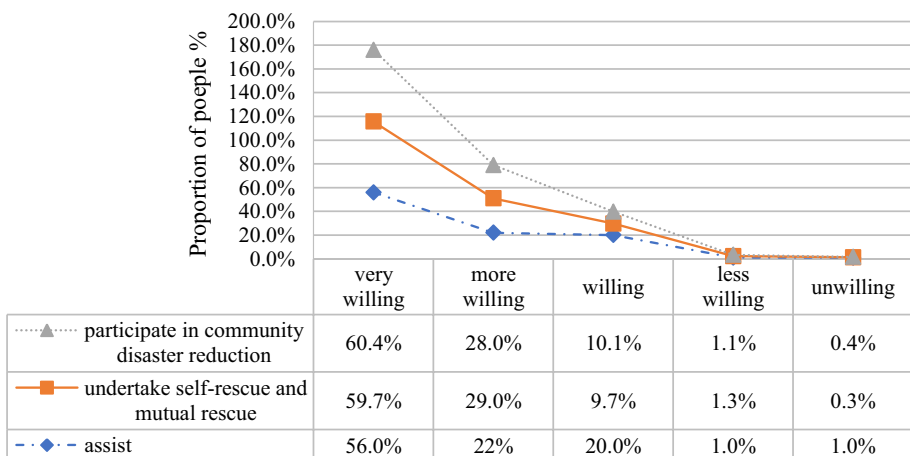 200.0%
180.0%
160.0%
140.0%
120.0%
100.0%
80.0%
60.0%
40.0%
20.0%
0.0%
Proportion of poeple %
very willing
more willing
willing
less willing
unwilling
participate in community
disaster reduction
60.4% 28.0% 10.1% 1.1% 0.4%
undertake self-rescue and
mutual rescue
59.7% 29.0% 9.7% 1.3% 0.3%
assist 56.0% 22% 20.0% 1.0% 1.0%